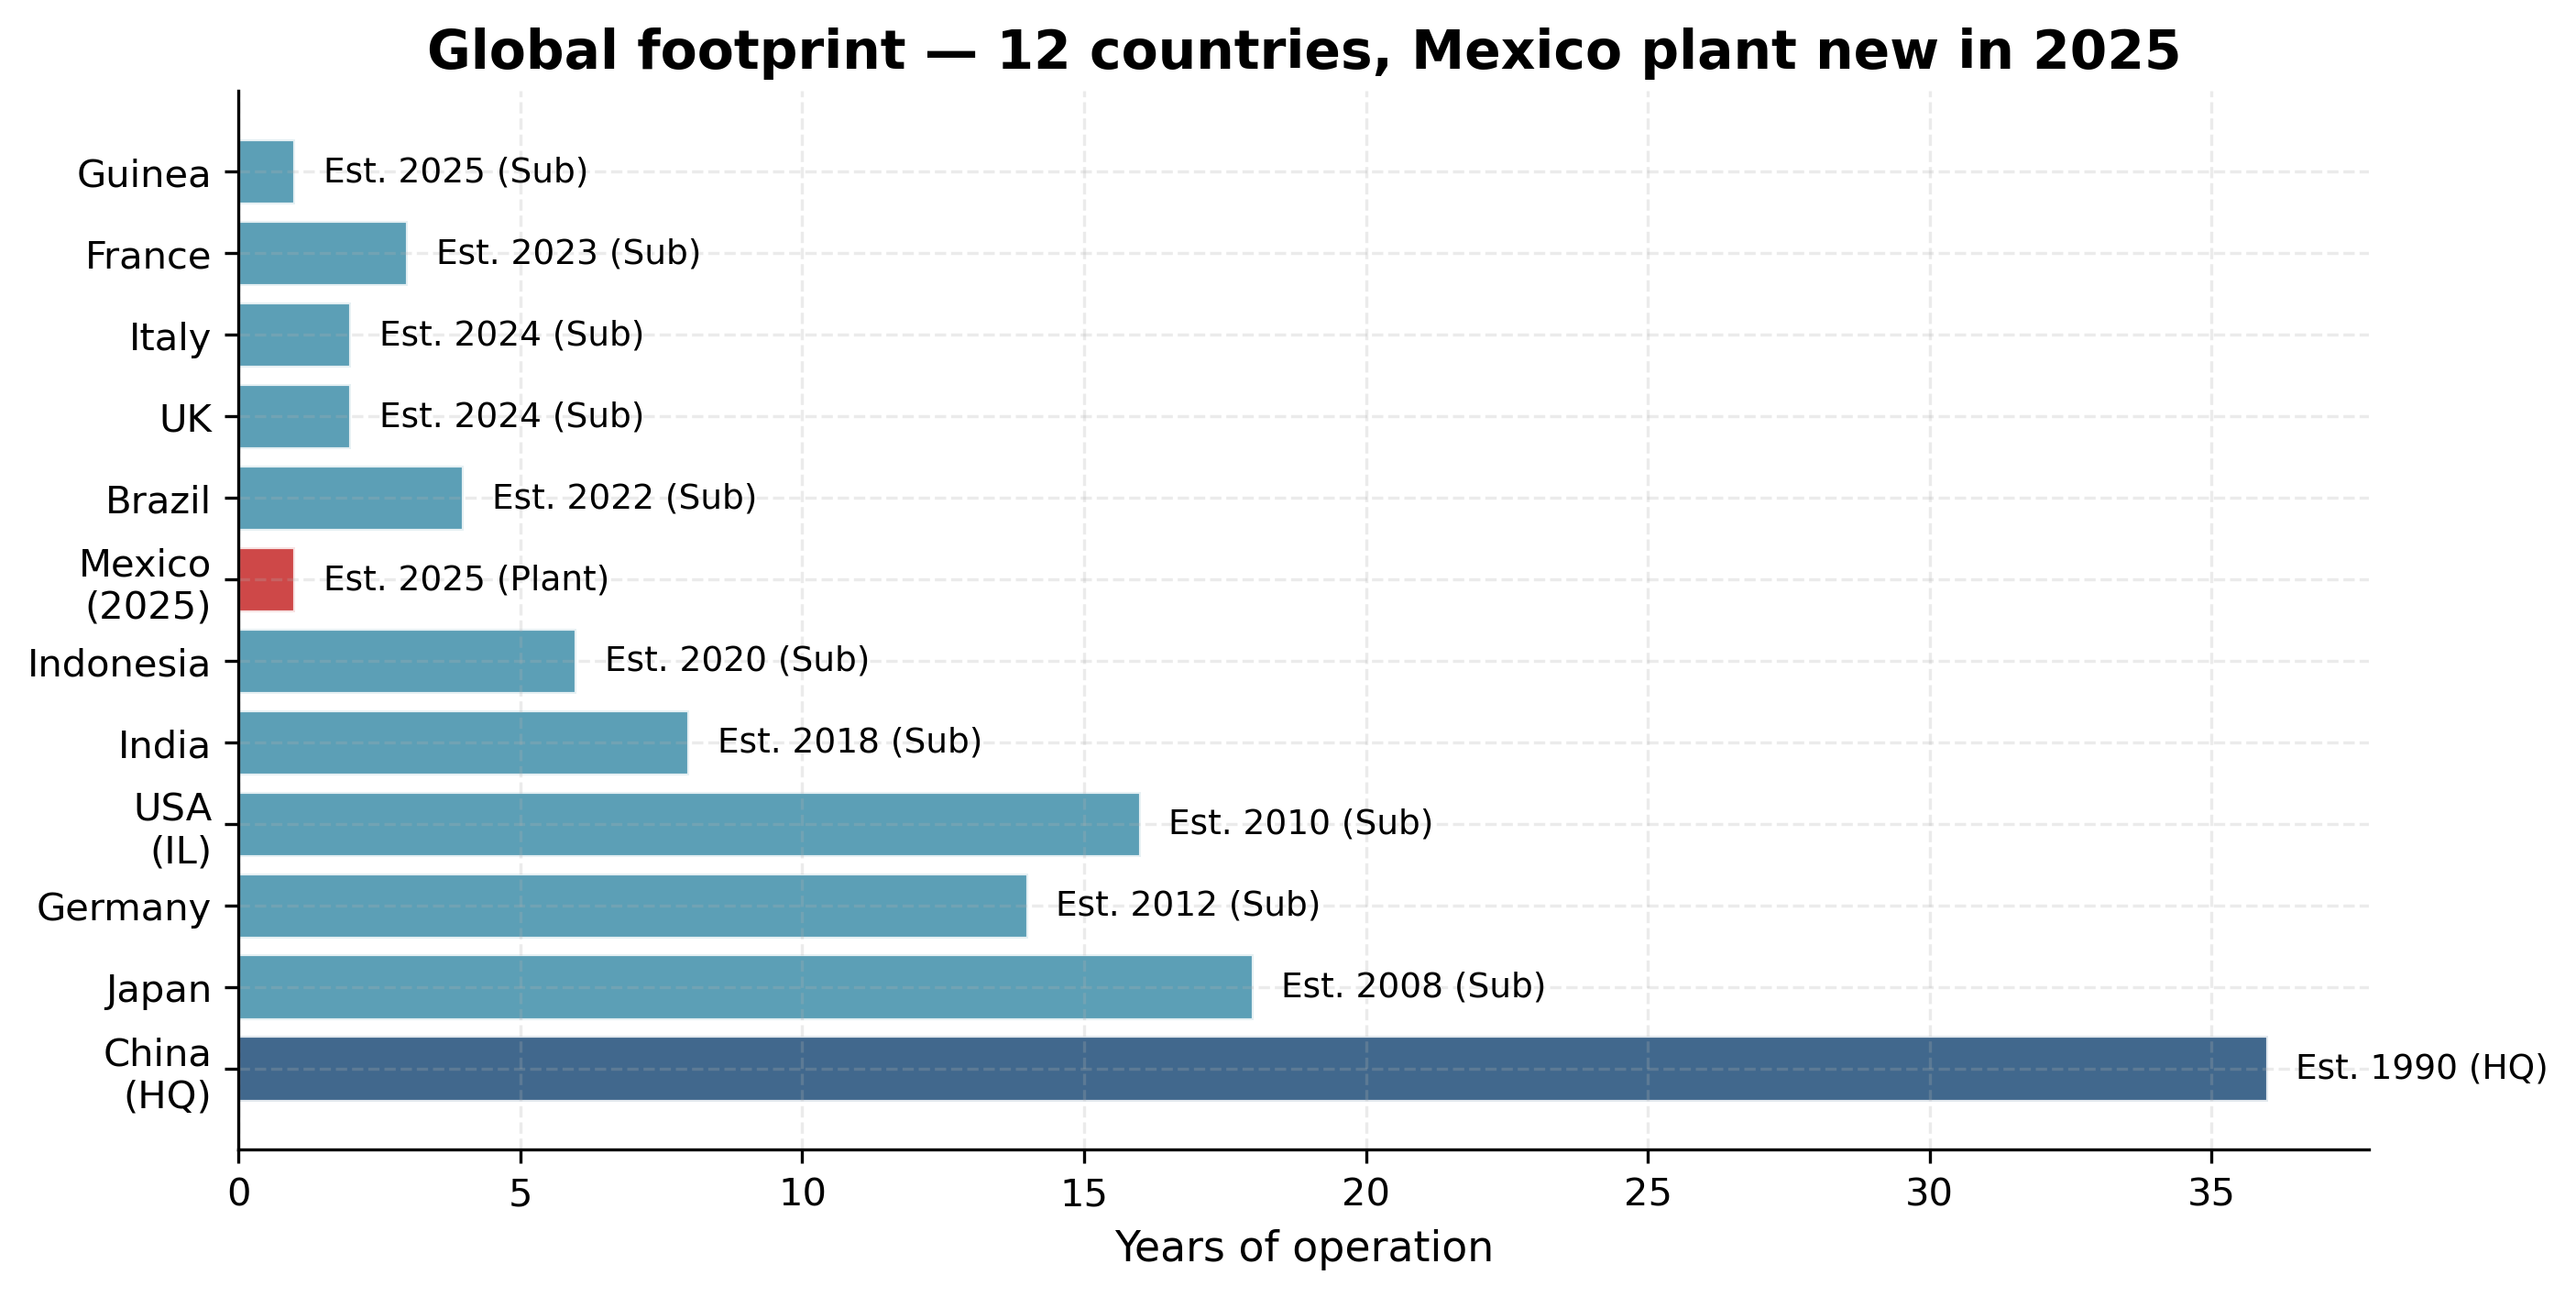 Global footprint — 12 countries, Mexico plant new in 2025
Guinea
Est. 2025 (Sub)
France
Est. 2023 (Sub)
Italy
Est. 2024 (Sub)
UK
Est. 2024 (Sub)
Brazil
Est. 2022 (Sub)
Mexico
(2025)
Est. 2025 (Plant)
Indonesia
Est. 2020 (Sub)
India
Est. 2018 (Sub)
USA
(IL)
Est. 2010 (Sub)
Germany
Est. 2012 (Sub)
Japan
Est. 2008 (Sub)
China
(HQ)
Est. 1990 (HQ)
0 5 10 15 20 25 30 35
Years of operation